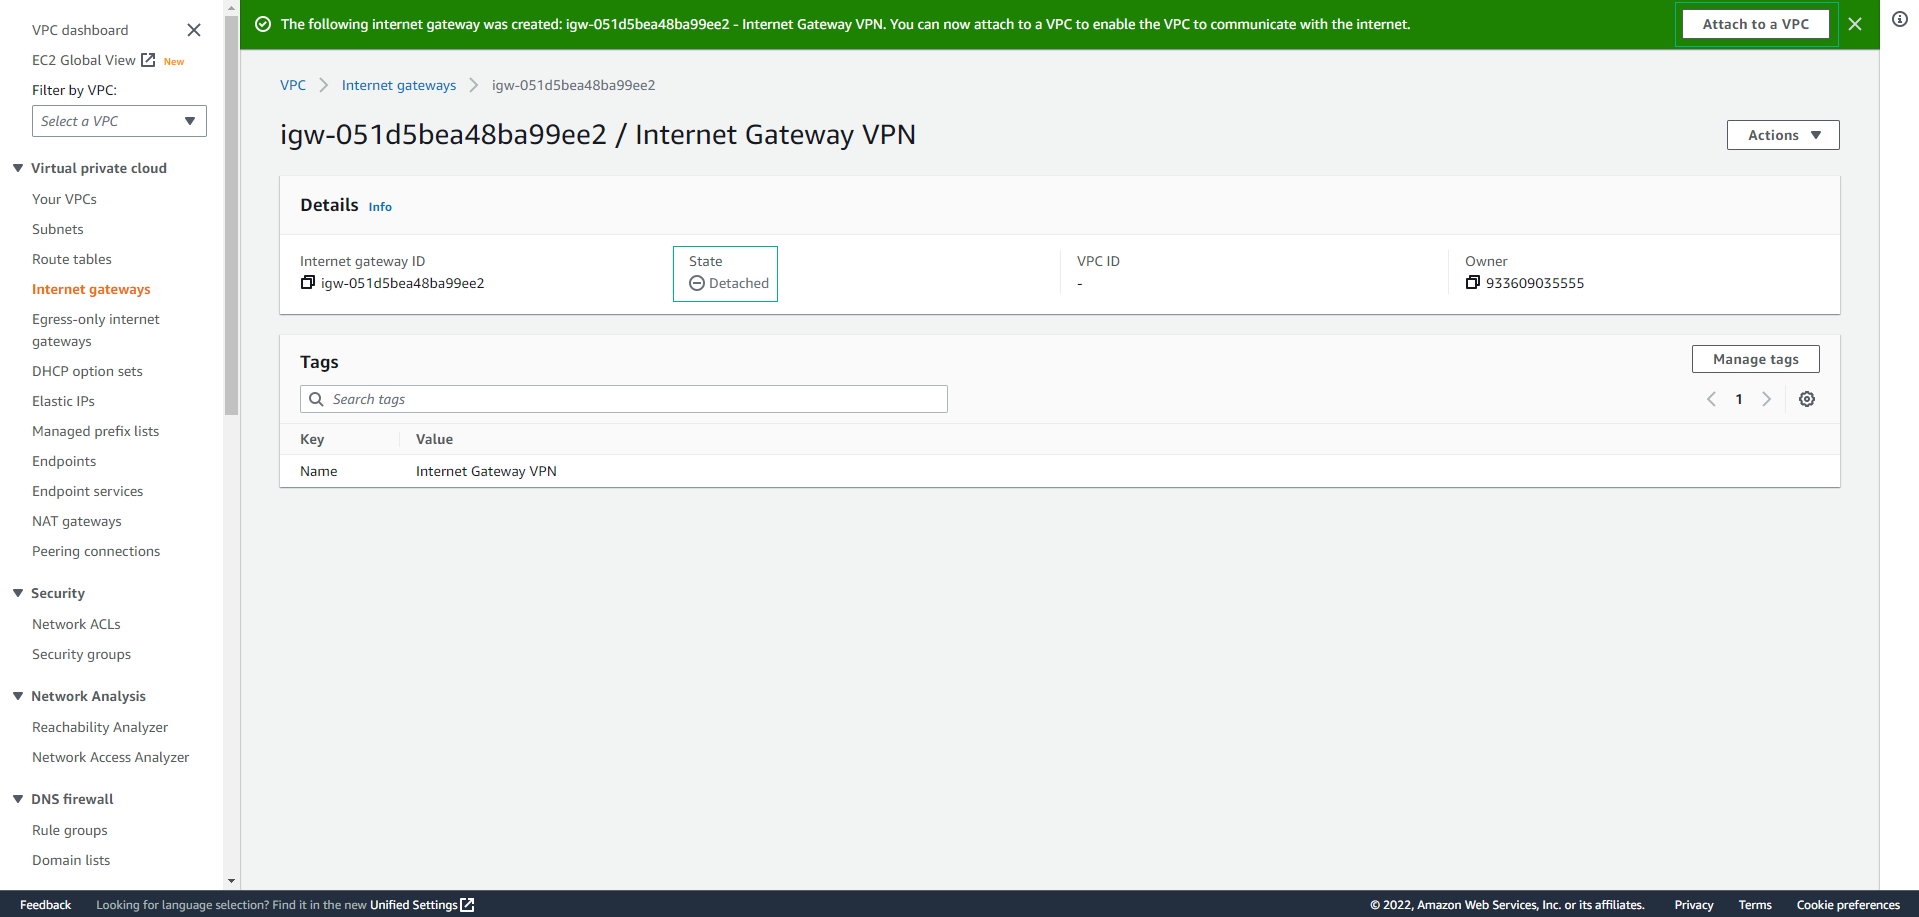 The following internet gateway was created: igw-051d5bea48ba99ee2 - Internet Gateway VPN. You can now attach to a VPC to enable the VPC to communicate with the internet.
Attach to a VPC
VPC dashboard
EC2 Global View New
Filter by VPC:
Select a VPC
Virtual private cloud
Your VPCs
Subnets
Route tables
Internet gateways
Egress-only internet
gateways
DHCP option sets
Elastic IPs
Managed prefix lists
Endpoints
Endpoint services
NAT gateways
Peering connections
Security
Network ACLs
Security groups
Network Analysis
Reachability Analyzer
Network Access Analyzer
DNS firewall
Rule groups
Domain lists
VPC Internet gateways igw-051d5bea48ba99ee2
igw-051d5bea48ba99ee2 / Internet Gateway VPN
Actions
Details Info
Internet gateway ID
igw-051d5bea48ba99ee2
State
Detached
VPC ID
-
Owner
933609035555
Tags
Manage tags
Search tags
1
Key Value
Name Internet Gateway VPN
Feedback Looking for language selection? Find it in the new Unified Settings
© 2022, Amazon Web Services, Inc. or its affiliates. Privacy Terms Cookie preferences